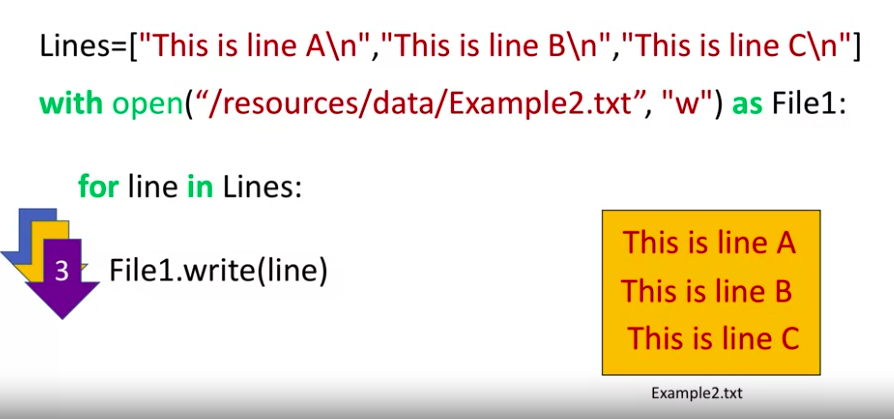 Lines=["This is line A\n","This is line B\n","This is line C\n"]
with open(“/resources/data/Example2.txt”, "w") as File1:
for line in Lines:
3 File1.write(line)
This is line A
This is line B
This is line C
Example2.txt